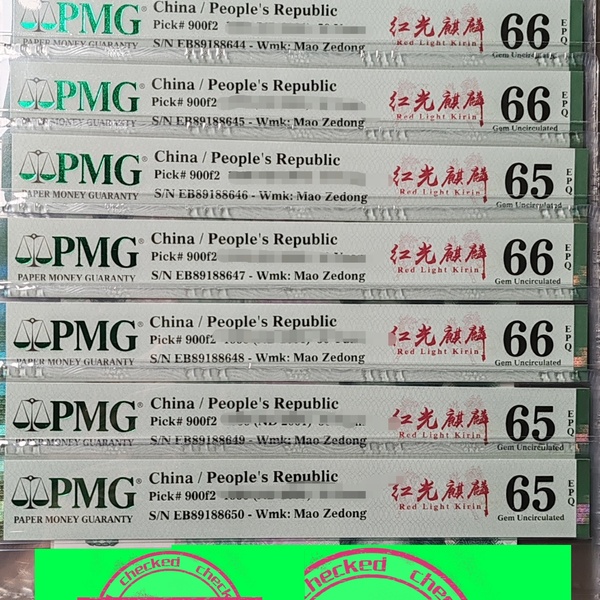 PMG
PAPER MONEY GUARANTY
China / People's Republic
Pick# 900f2
S/N EB89188644 - Wmk: Mao Zedong
红光麒麟
Red Light Kirin
66
EPQ
Gem Uncirculated
PMG
PAPER MONEY GUARANTY
China / People's Republic
Pick# 900f2
S/N EB89188645 - Wmk: Mao Zedong
红光麒麟
Red Light Kirin
66
EPQ
Gem Uncirculated
PMG
PAPER MONEY GUARANTY
China / People's Republic
Pick# 900f2
S/N EB89188646 - Wmk: Mao Zedong
红光麒麟
Red Light Kirin
65
EPQ
Gem Uncirculated
PMG
PAPER MONEY GUARANTY
China / People's Republic
Pick# 900f2
S/N EB89188647 - Wmk: Mao Zedong
红光麒麟
Red Light Kirin
66
EPQ
Gem Uncirculated
PMG
PAPER MONEY GUARANTY
China / People's Republic
Pick# 900f2
S/N EB89188648 - Wmk: Mao Zedong
红光麒麟
Red Light Kirin
66
EPQ
Gem Uncirculated
PMG
PAPER MONEY GUARANTY
China / People's Republic
Pick# 900f2
S/N EB89188649 - Wmk: Mao Zedong
红光麒麟
Red Light Kirin
65
EPQ
Gem Uncirculated
PMG
PAPER MONEY GUARANTY
China / People's Republic
Pick# 900f2
S/N EB89188650 - Wmk: Mao Zedong
红光麒麟
Red Light Kirin
65
EPQ
Gem Uncirculated
checked checked
checked